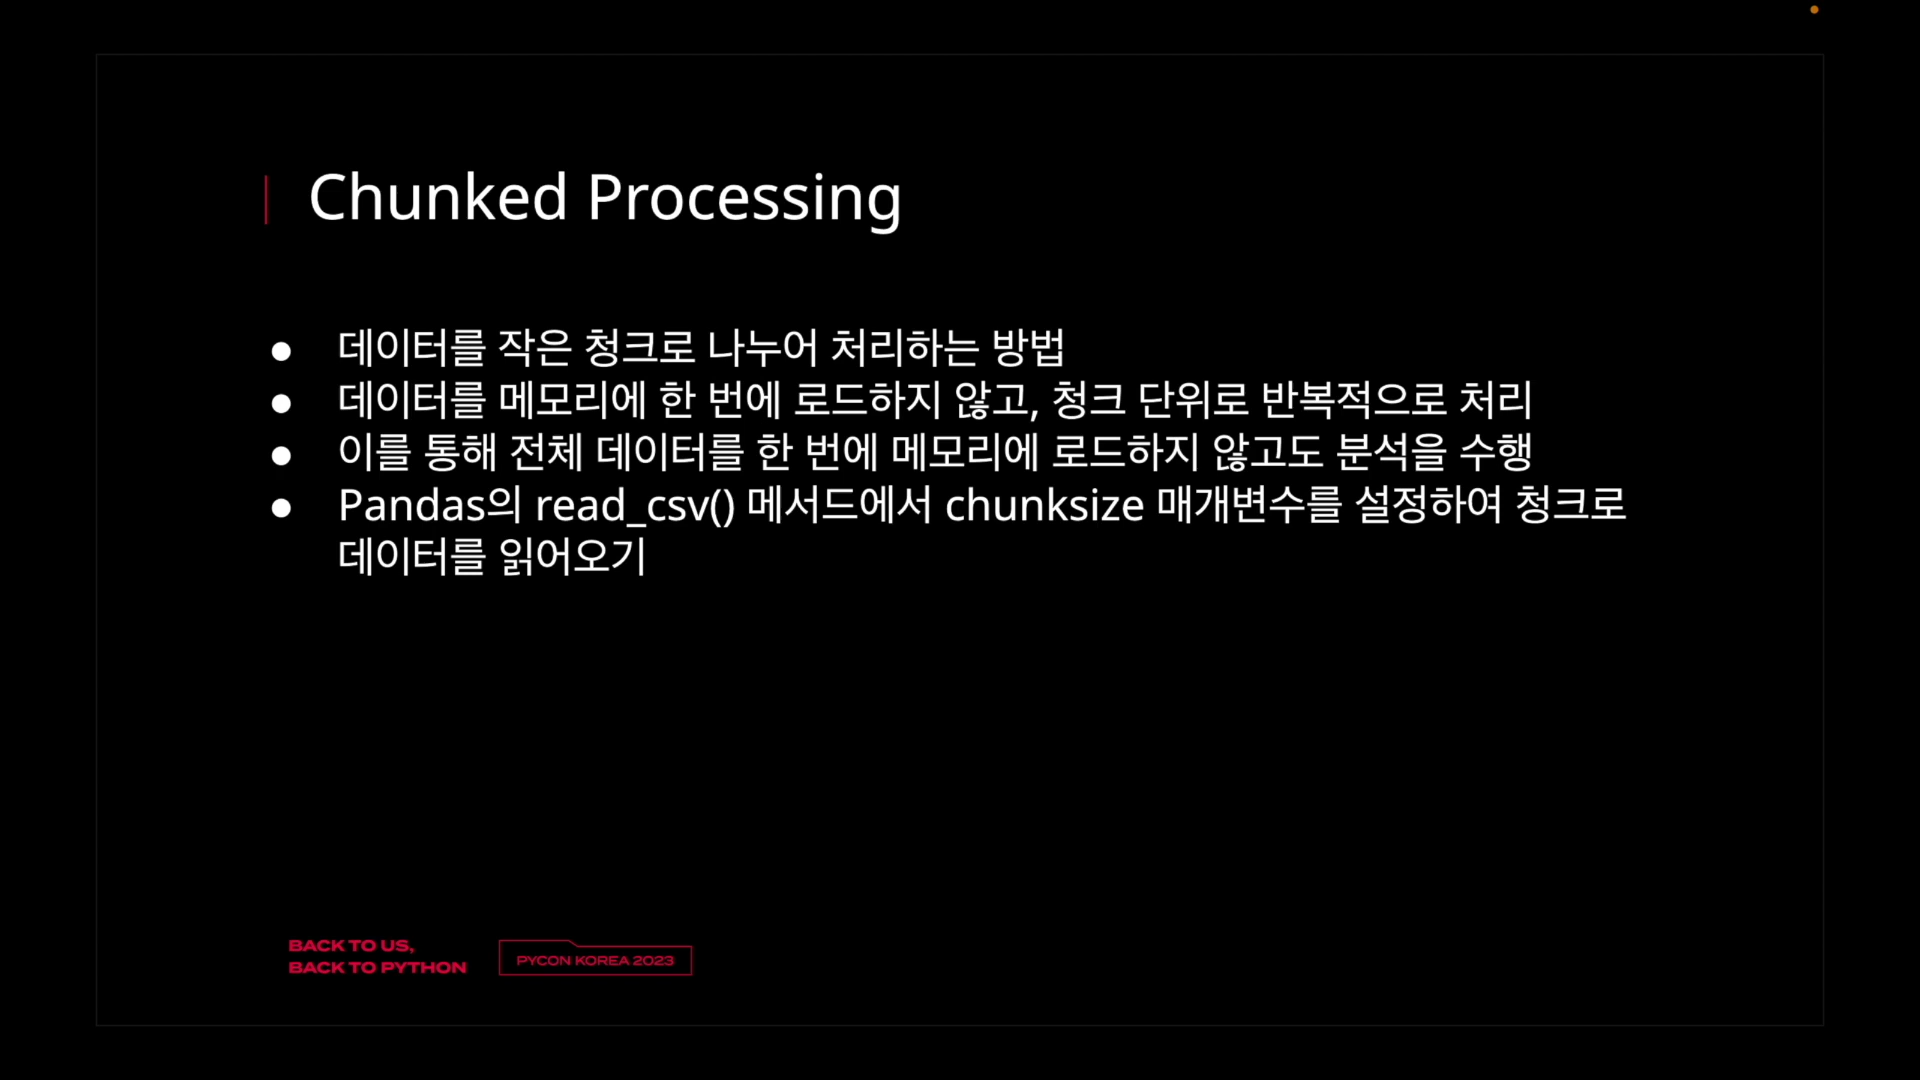 Chunked Processing
● 데이터를 작은 청크로 나누어 처리하는 방법
● 데이터를 메모리에 한 번에 로드하지 않고, 청크 단위로 반복적으로 처리
● 이를 통해 전체 데이터를 한 번에 메모리에 로드하지 않고도 분석을 수행
● Pandas의 read_csv() 메서드에서 chunksize 매개변수를 설정하여 청크로
데이터를 읽어오기
BACK TO US,
BACK TO PYTHON
PYCON KOREA 2023